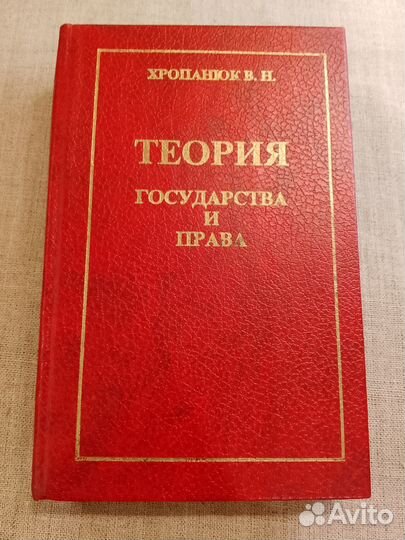 ХРОПАНЮК В. Н.
ТЕОРИЯ
ГОСУДАРСТВА
И
ПРАВА
Avito